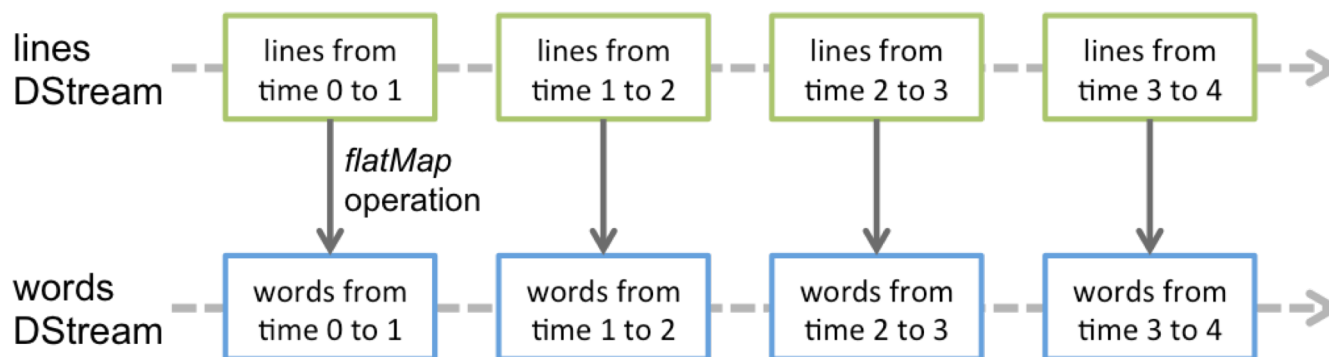 lines
DStream
lines from
time 0 to 1
lines from
time 1 to 2
lines from
time 2 to 3
lines from
time 3 to 4
flatMap
operation
words
DStream
words from
time 0 to 1
words from
time 1 to 2
words from
time 2 to 3
words from
time 3 to 4